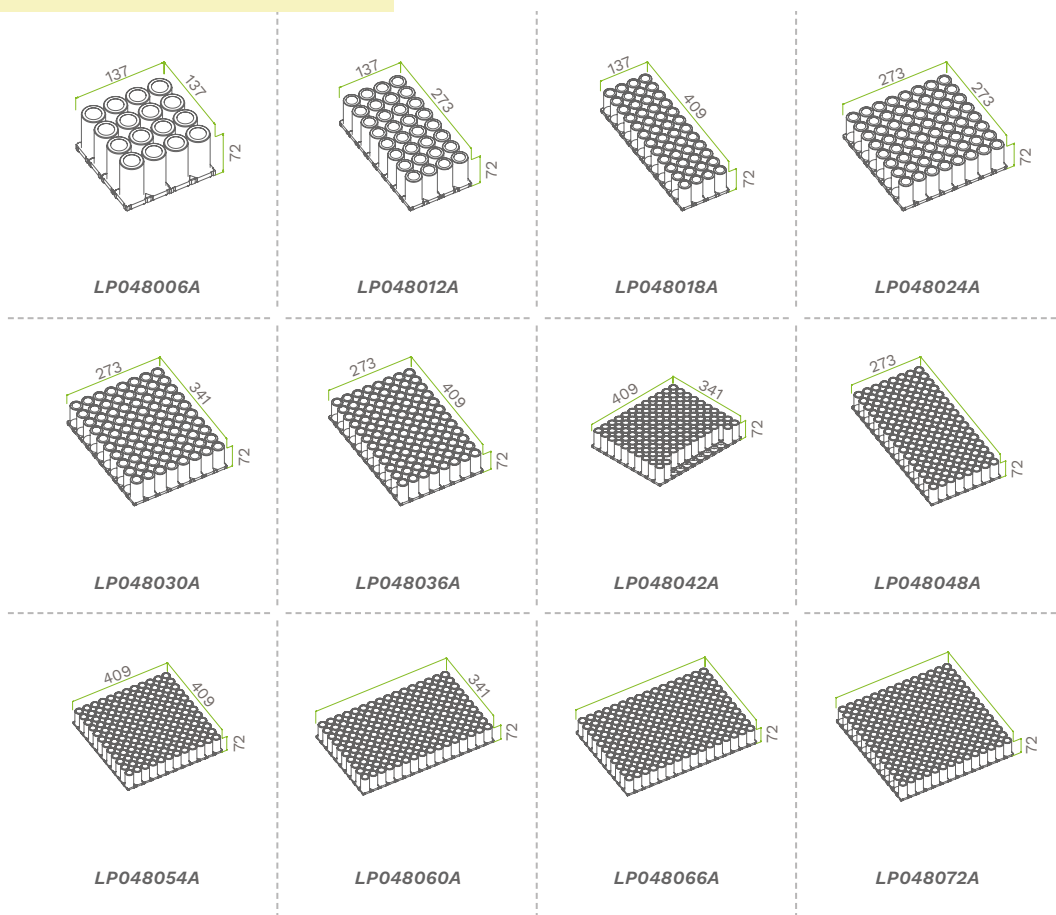 137 137 72
137 273 72
137 409 72
273 273 72
LP048006A LP048012A LP048018A LP048024A
273 341 72
273 409 72
409 341 72
273 72
LP048030A LP048036A LP048042A LP048048A
409 409 72
341 72
72
72
LP048054A LP048060A LP048066A LP048072A